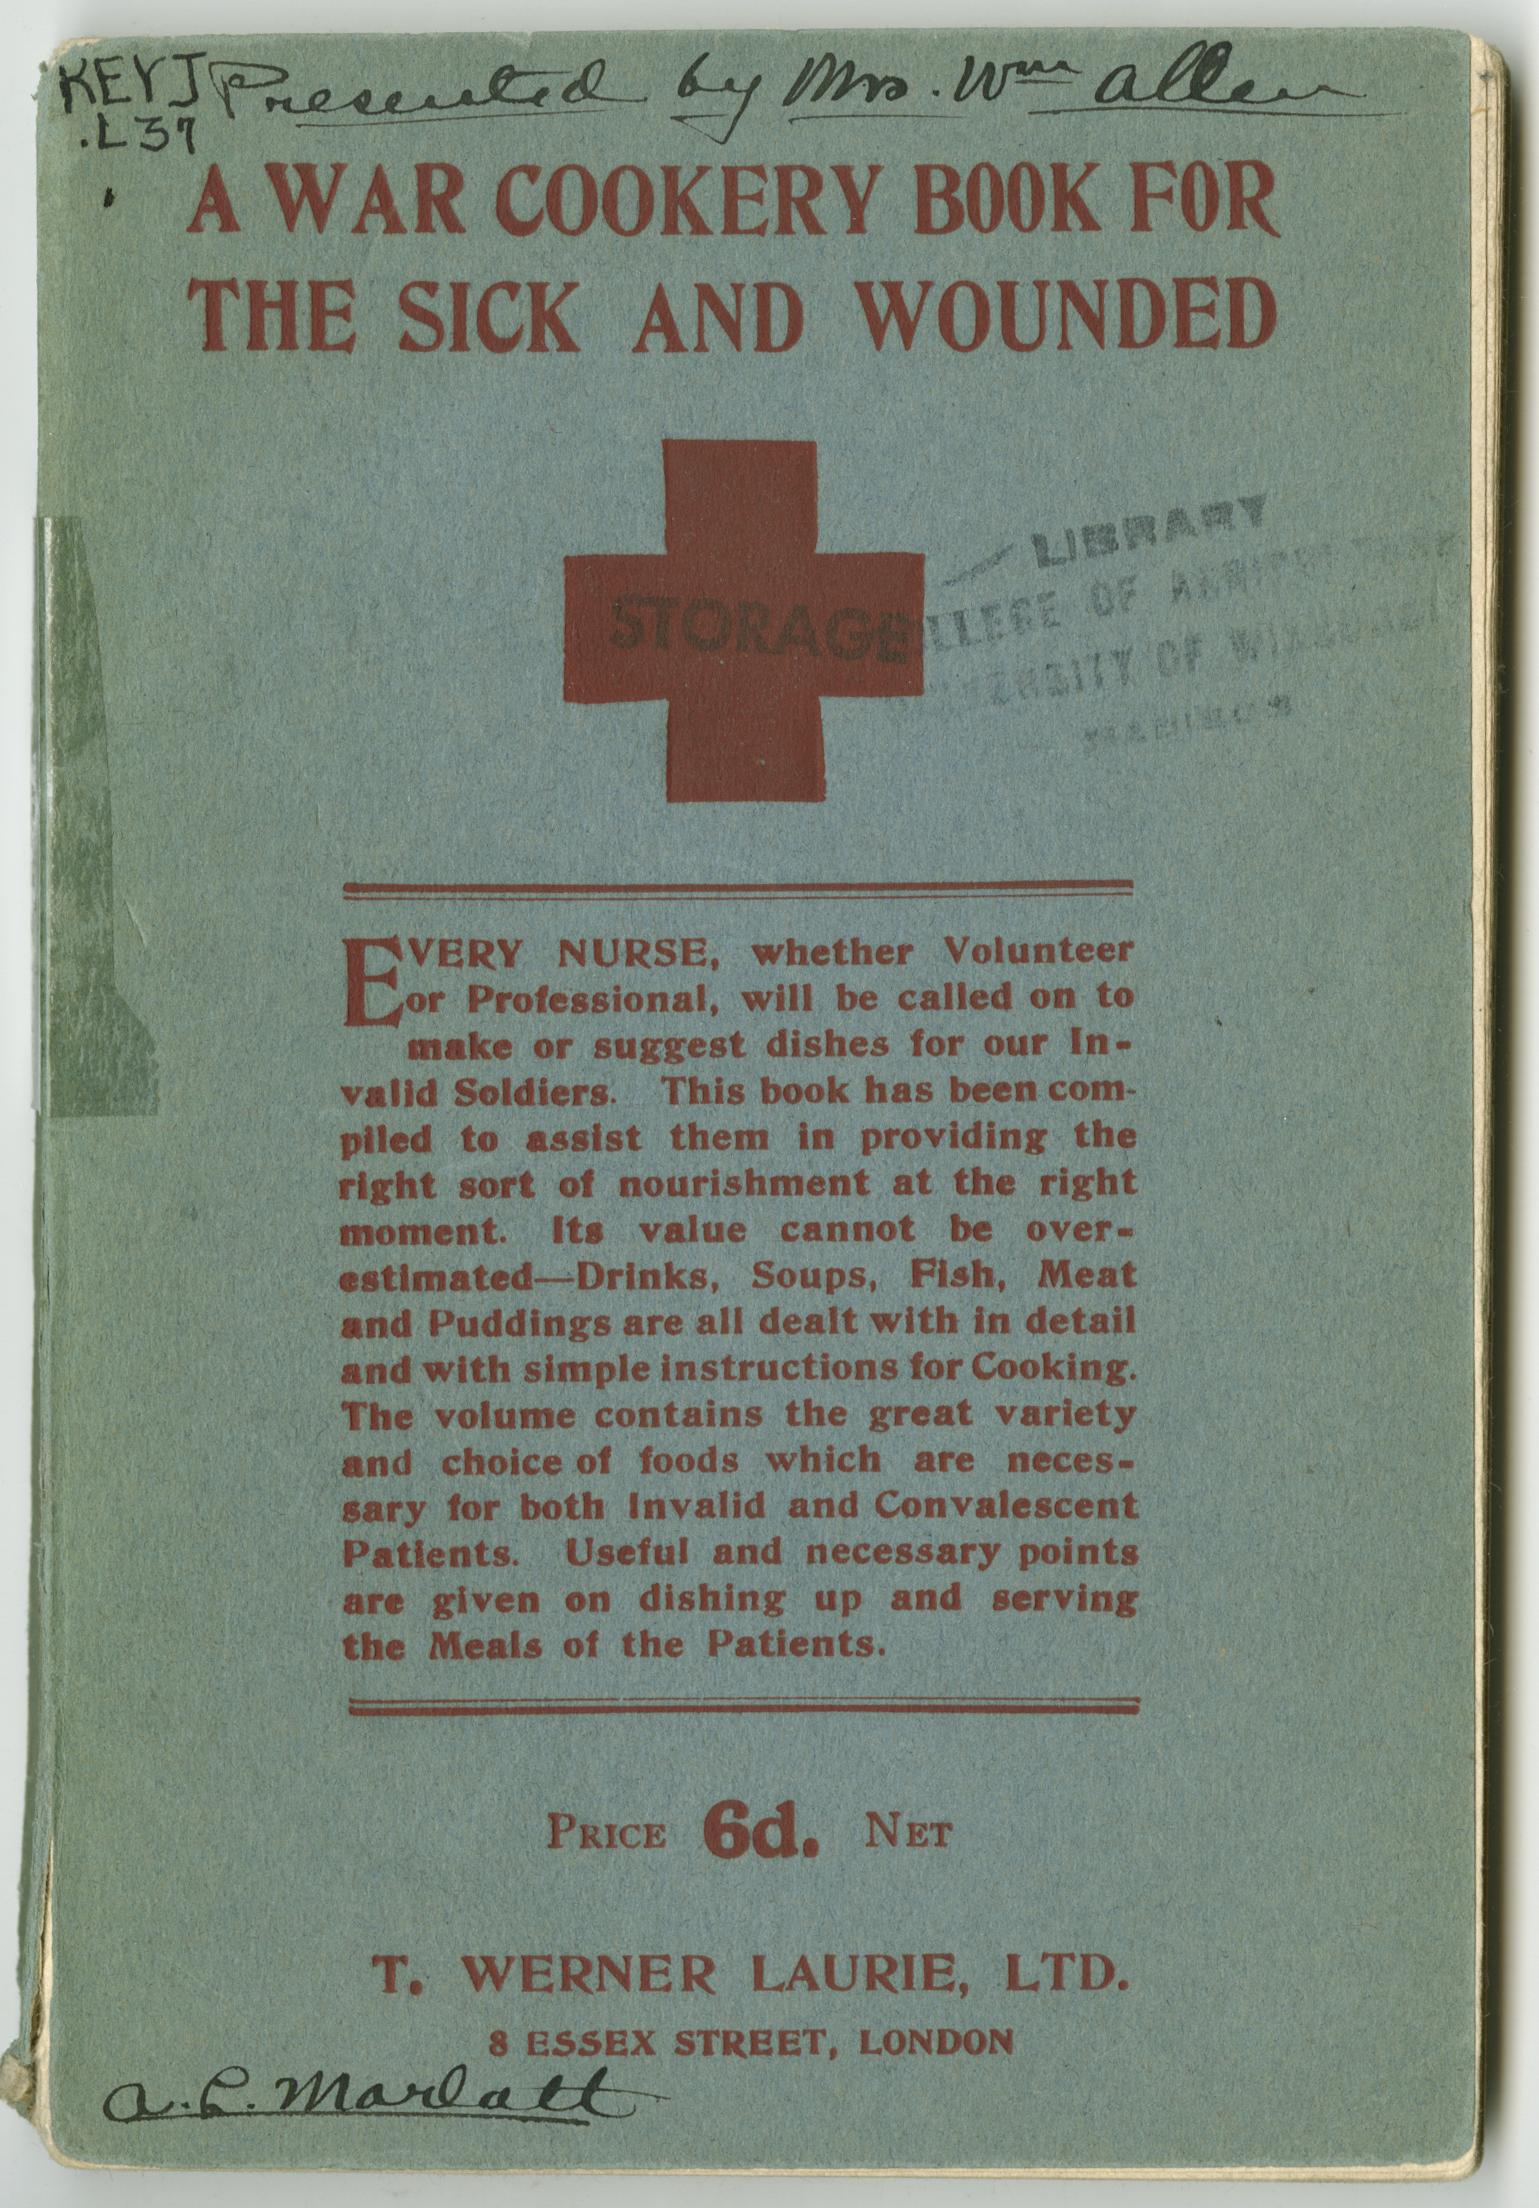 KEYJ Presented by Mrs. Wm Allen
.L37
A WAR COOKERY BOOK FOR
THE SICK AND WOUNDED
LIBRARY
STORAGE
OF
OF
EVERY NURSE, whether Volunteer
or Professional, will be called on to
make or suggest dishes for our In-
valid Soldiers. This book has been com-
piled to assist them in providing the
right sort of nourishment at the right
moment. Its value cannot be over-
estimated—Drinks, Soups, Fish, Meat
and Puddings are all dealt with in detail
and with simple instructions for Cooking.
The volume contains the great variety
and choice of foods which are neces-
sary for both Invalid and Convalescent
Patients. Useful and necessary points
are given on dishing up and serving
the Meals of the Patients.
PRICE 6d. NET
T. WERNER LAURIE, LTD.
8 ESSEX STREET, LONDON
A. L. Marlatt